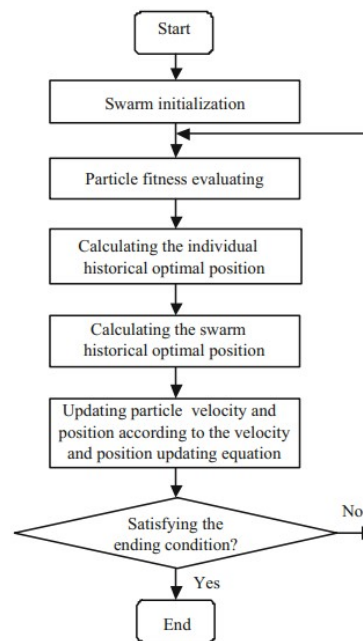 Start
Swarm initialization
Particle fitness evaluating
Calculating the individual
historical optimal position
Calculating the swarm
historical optimal position
Updating particle velocity and
position according to the velocity
and position updating equation
Satisfying the
ending condition?
No
Yes
End